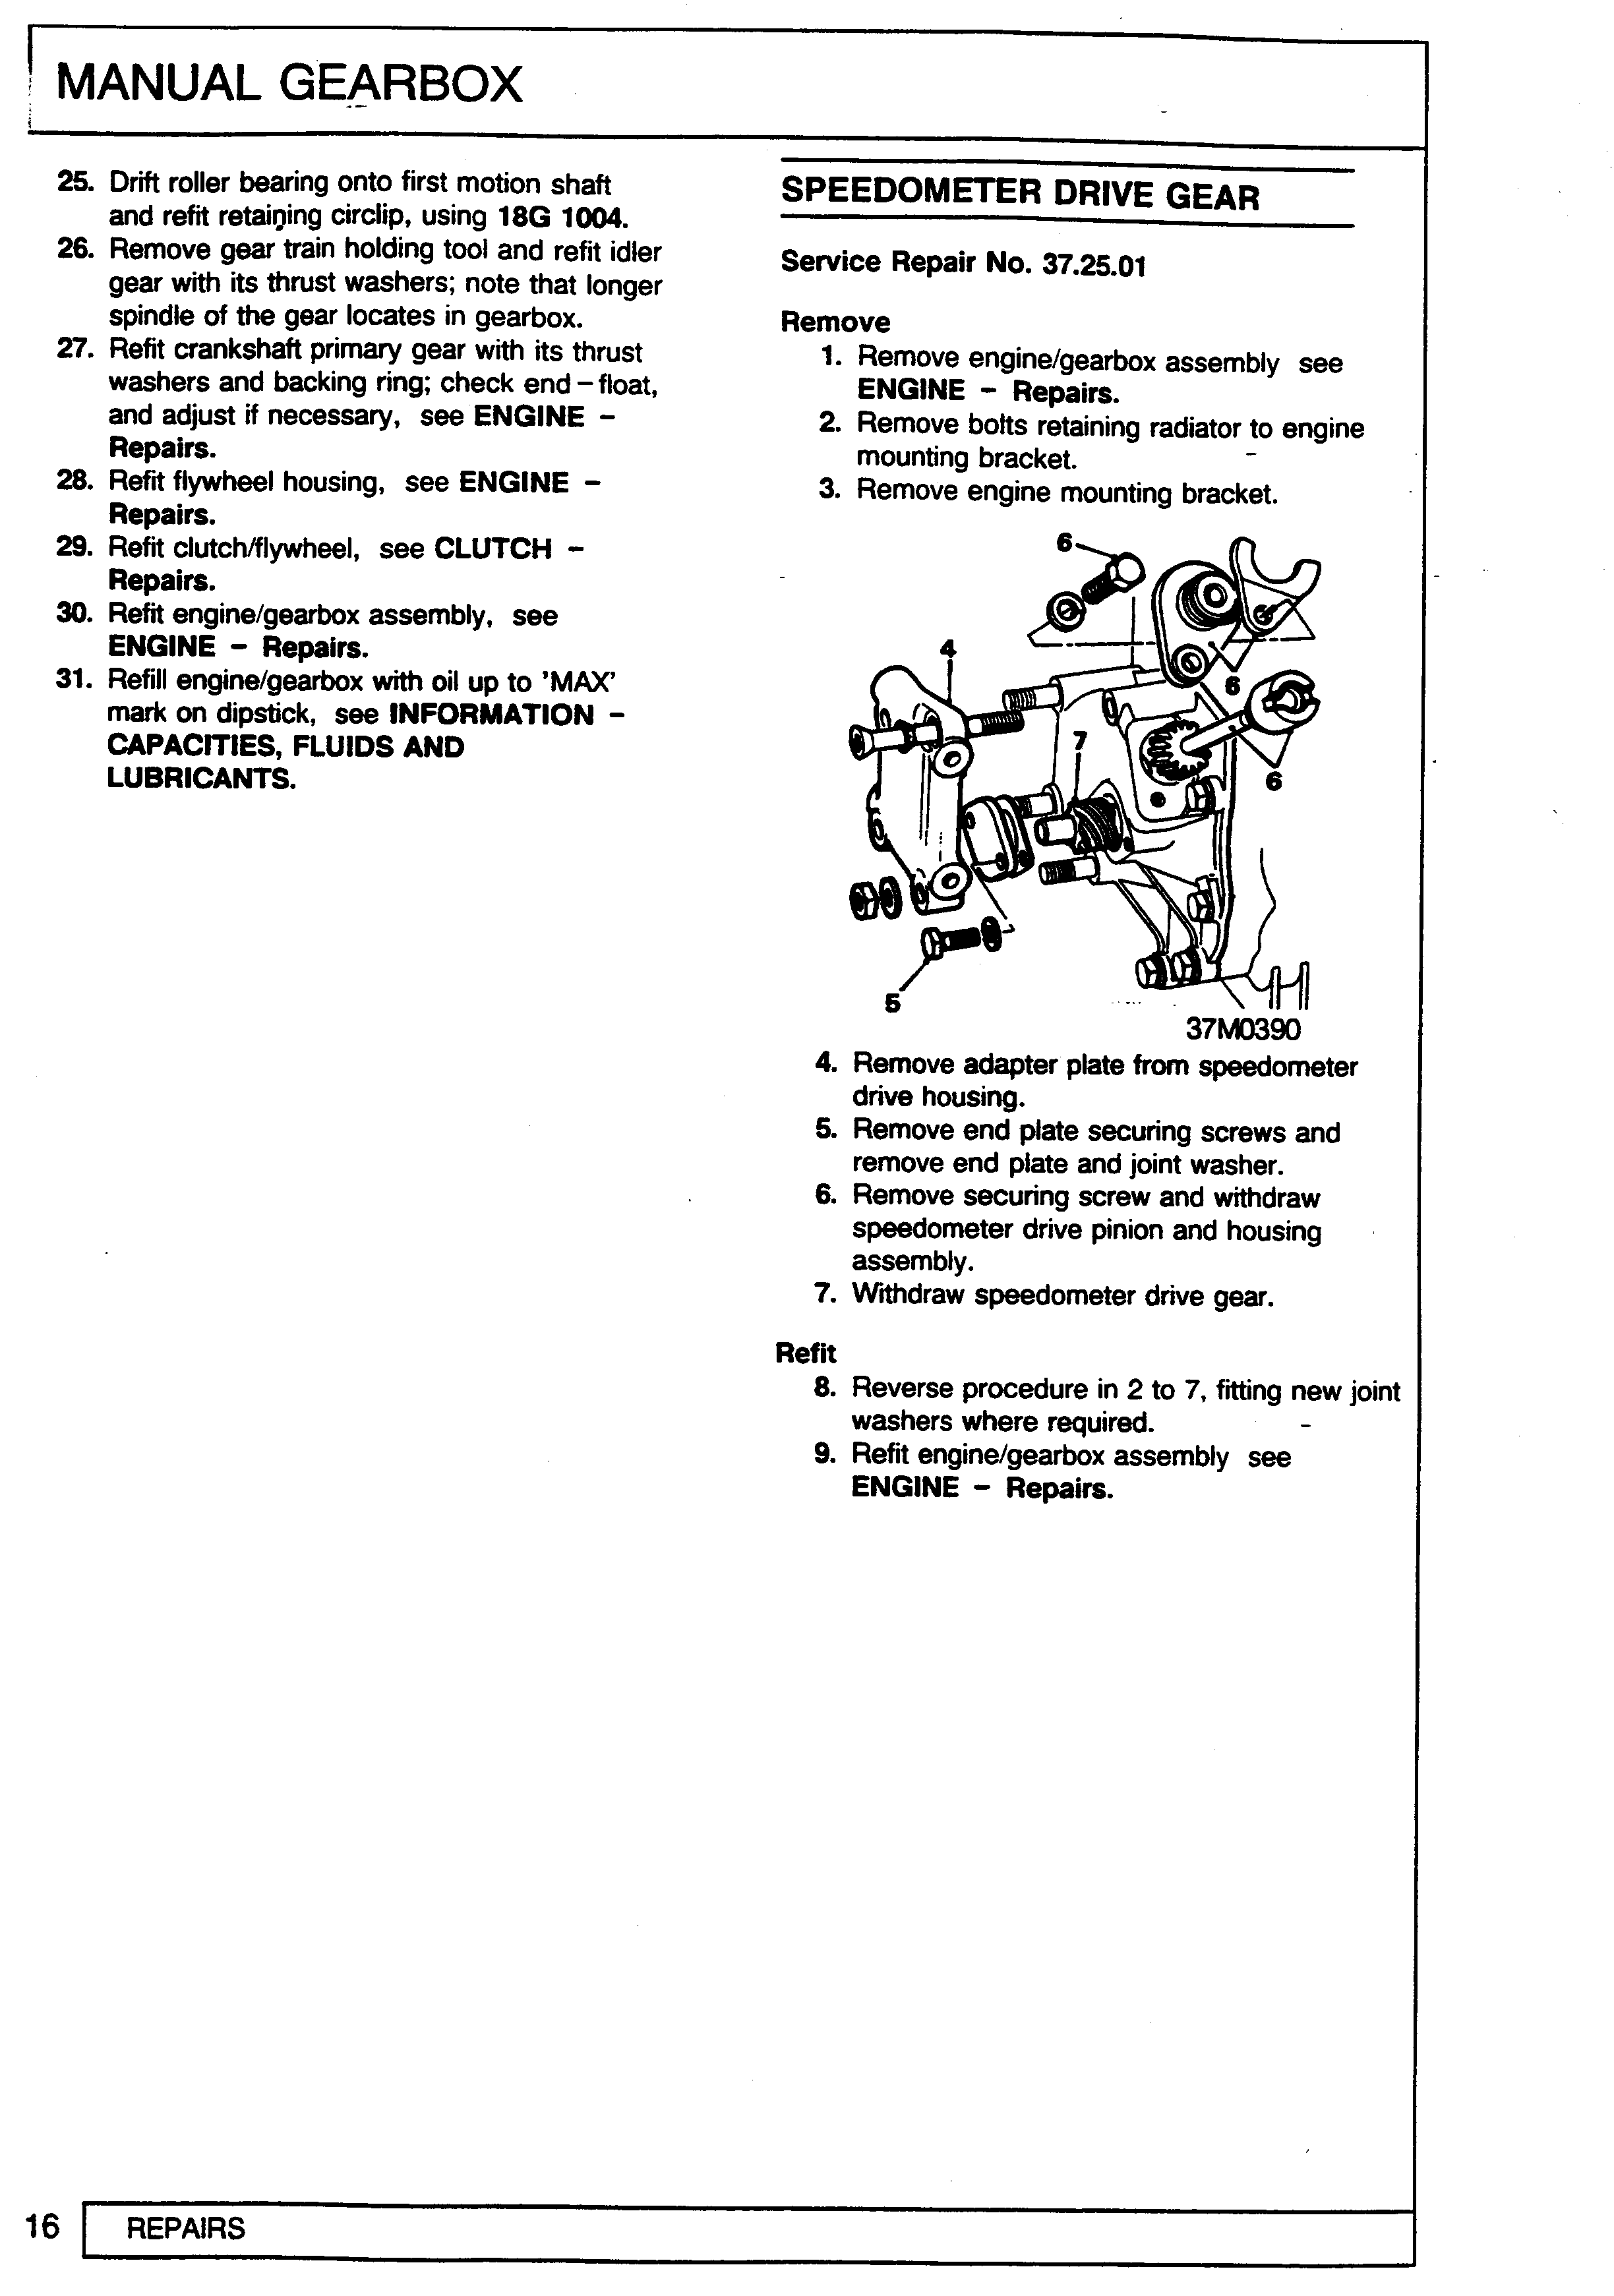 MANUAL GEARBOX
25. Drift roller bearing onto first motion shaft
and refit retaining circlip, using 18G 1004.
26. Remove gear train holding tool and refit idler
gear with its thrust washers; note that longer
spindle of the gear locates in gearbox.
27. Refit crankshaft primary gear with its thrust
washers and backing ring; check end – float,
and adjust if necessary, see ENGINE –
Repairs.
28. Refit flywheel housing, see ENGINE –
Repairs.
29. Refit clutch/flywheel, see CLUTCH –
Repairs.
30. Refit engine/gearbox assembly, see
ENGINE – Repairs.
31. Refill engine/gearbox with oil up to 'MAX'
mark on dipstick, see INFORMATION –
CAPACITIES, FLUIDS AND
LUBRICANTS.
SPEEDOMETER DRIVE GEAR
Service Repair No. 37.25.01
Remove
1. Remove engine/gearbox assembly see
ENGINE – Repairs.
2. Remove bolts retaining radiator to engine
mounting bracket.
3. Remove engine mounting bracket.
6
4
6
7
6
5
37M0390
4. Remove adapter plate from speedometer
drive housing.
5. Remove end plate securing screws and
remove end plate and joint washer.
6. Remove securing screw and withdraw
speedometer drive pinion and housing
assembly.
7. Withdraw speedometer drive gear.
Refit
8. Reverse procedure in 2 to 7, fitting new joint
washers where required.
9. Refit engine/gearbox assembly see
ENGINE – Repairs.
16 REPAIRS